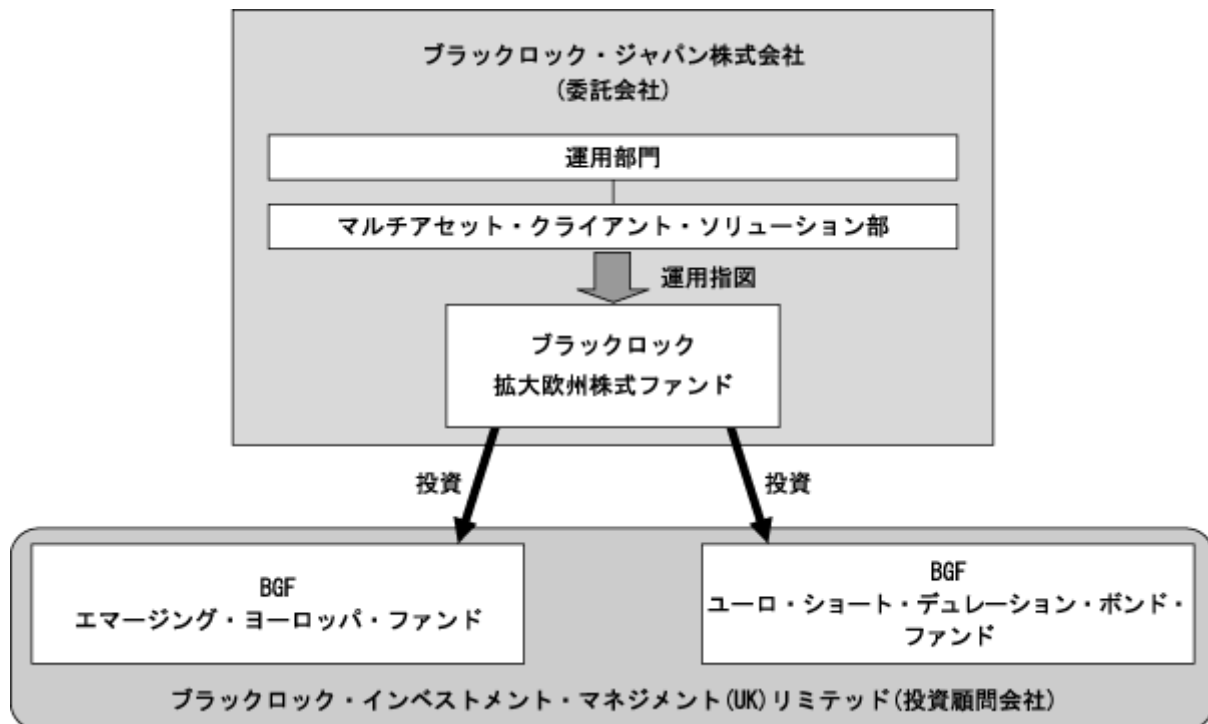 ブラックロック・ジャパン株式会社
(委託会社)
運用部門
マルチアセット・クライアント・ソリューション部
運用指図
ブラックロック
拡大欧州株式ファンド
投資
投資
BGF
エマージング・ヨーロッパ・ファンド
BGF
ユーロ・ショート・デュレーション・ボンド・
ファンド
ブラックロック・インベストメント・マネジメント(UK)リミテッド(投資顧問会社)